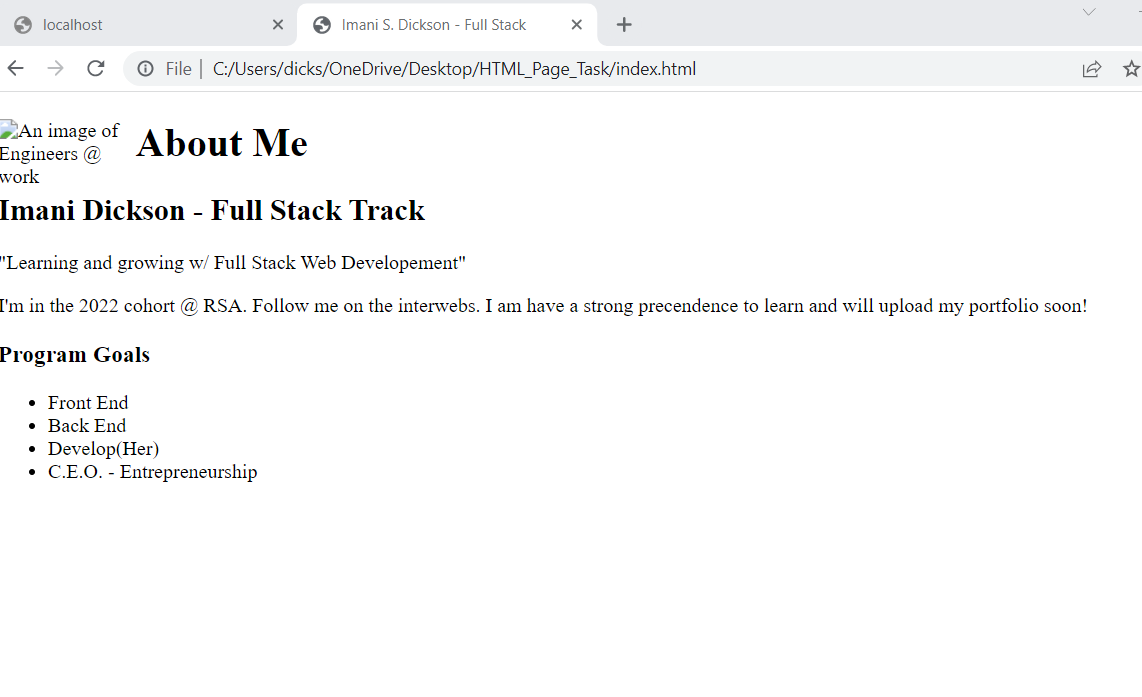 localhost
Imani S. Dickson - Full Stack
File | C:/Users/dicks/OneDrive/Desktop/HTML_Page_Task/index.html
An image of
Engineers @
work
About Me
Imani Dickson - Full Stack Track
"Learning and growing w/ Full Stack Web Developement"
I'm in the 2022 cohort @ RSA. Follow me on the interwebs. I am have a strong precendence to learn and will upload my portfolio soon!
Program Goals
• Front End
• Back End
• Develop(Her)
• C.E.O. - Entrepreneurship